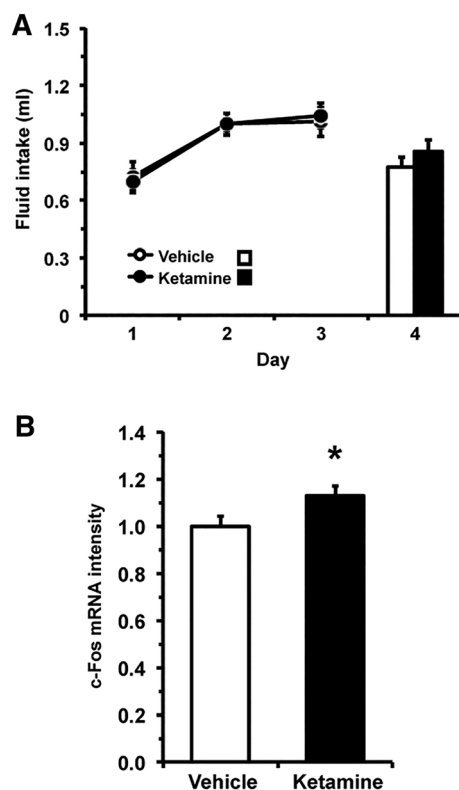 A
Fluid intake (ml)
1.5
1.2
0.9
0.6
0.3
0
Vehicle
Ketamine
1 2 3 4
Day
B
c-Fos mRNA intensity
1.4
1.2
1.0
0.8
0.6
0.4
0.2
0.0
*
Vehicle Ketamine